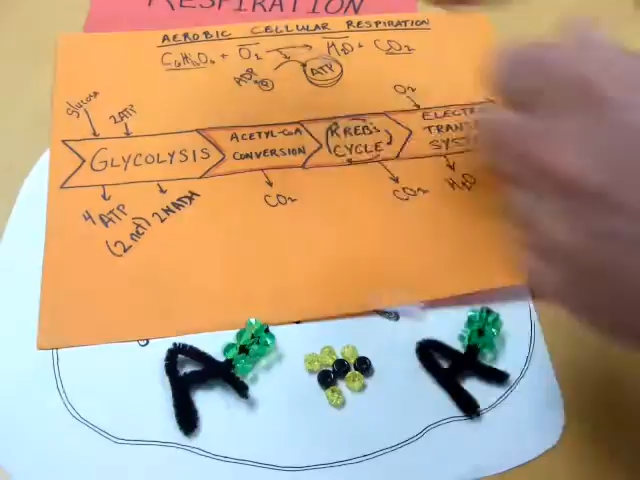 RESPIRATION
AEROBIC CELLULAR RESPIRATION
C6H12O6 + O2 → H2O + CO2
ADP
ATP
glucose
2ATP
O2
GLYCOLYSIS
ACETYL-CoA
CONVERSION
KREB'S
CYCLE
4 ATP
(2 net)
2 NADH
CO2
CO2
H2O